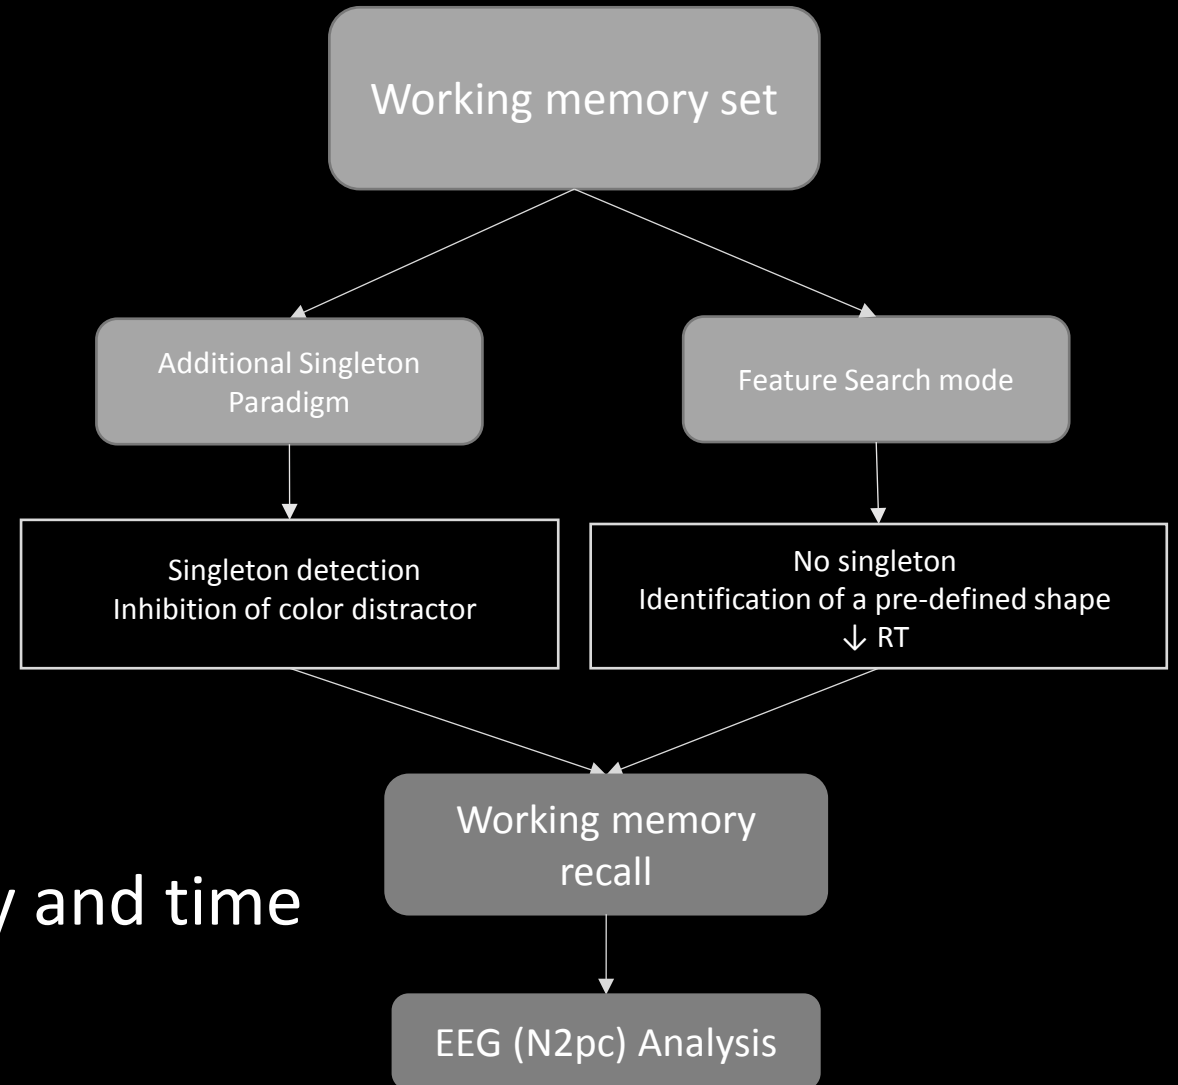 Working memory set
Additional Singleton
Paradigm
Feature Search mode
Singleton detection
Inhibition of color distractor
No singleton
Identification of a pre-defined shape
↓ RT
Working memory
recall
y and time
EEG (N2pc) Analysis